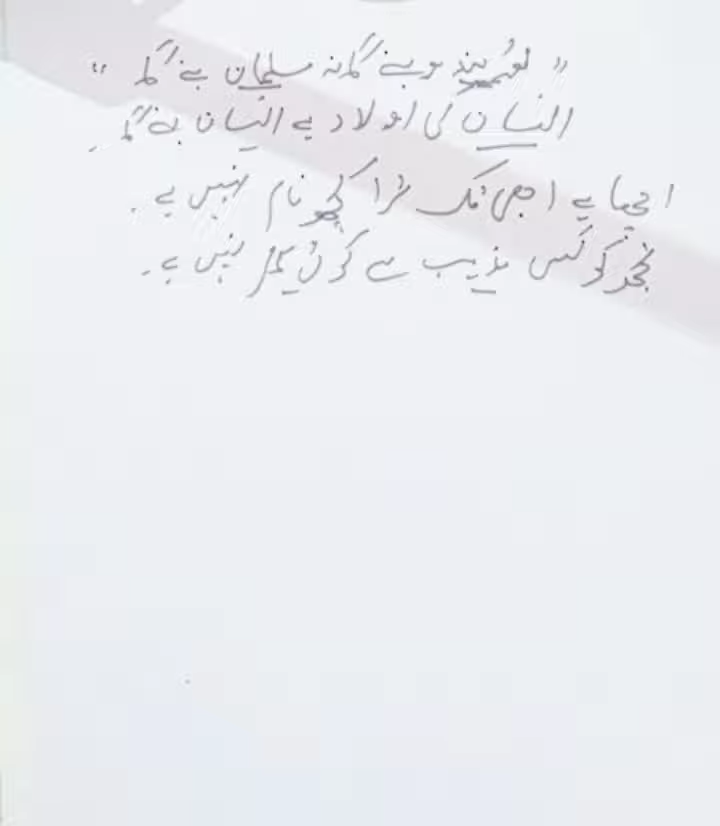 "تو ہندو بنے گا نہ مسلمان بنے گا"
انسان کی اولاد ہے انسان بنے گا۔
اچھا ہے ابھی تک ترا کچھ نام نہیں ہے۔
تجھ کو کسی مذہب سے کوئی کام نہیں ہے۔